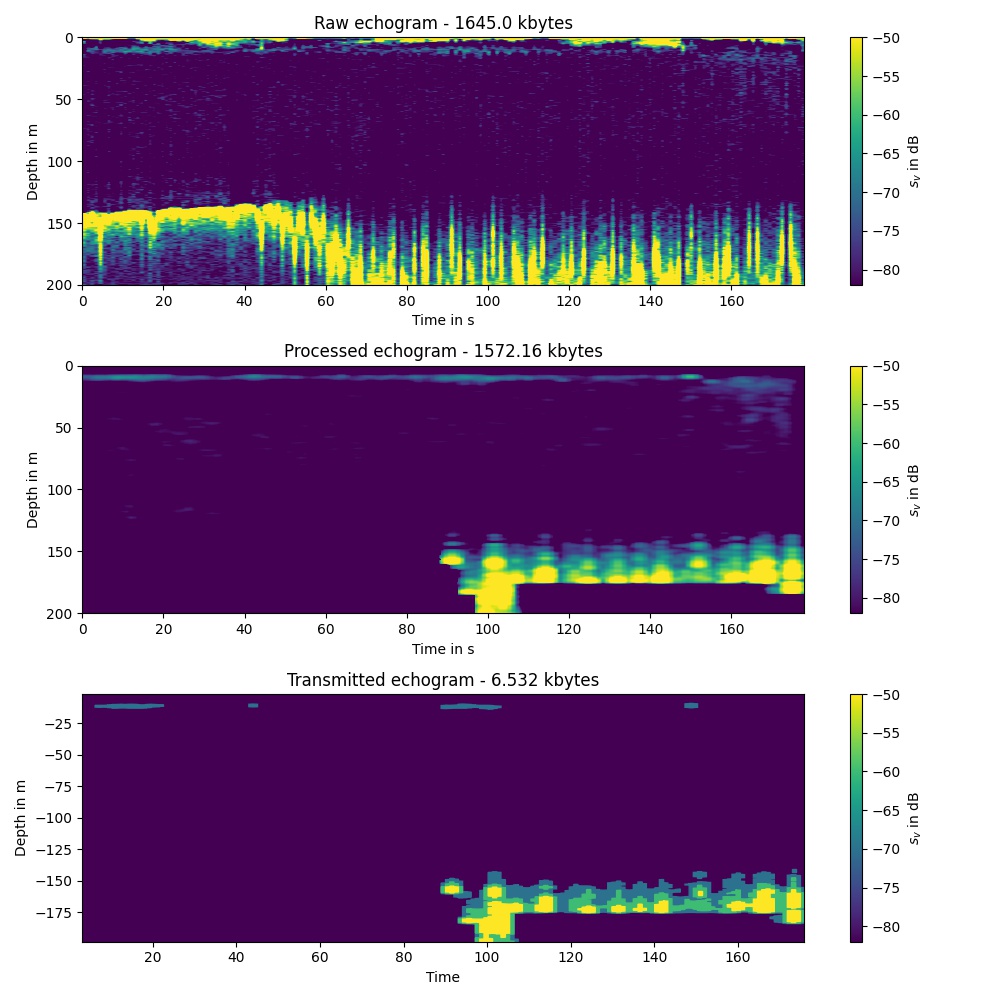 Raw echogram - 1645.0 kbytes
0
50
100
150
200
Depth in m
0 20 40 60 80 100 120 140 160
Time in s
−50
−55
−60
−65
−70
−75
−80
sv in dB
Processed echogram - 1572.16 kbytes
0
50
100
150
200
Depth in m
0 20 40 60 80 100 120 140 160
Time in s
−50
−55
−60
−65
−70
−75
−80
sv in dB
Transmitted echogram - 6.532 kbytes
−25
−50
−75
−100
−125
−150
−175
Depth in m
20 40 60 80 100 120 140 160
Time
−50
−55
−60
−65
−70
−75
−80
sv in dB